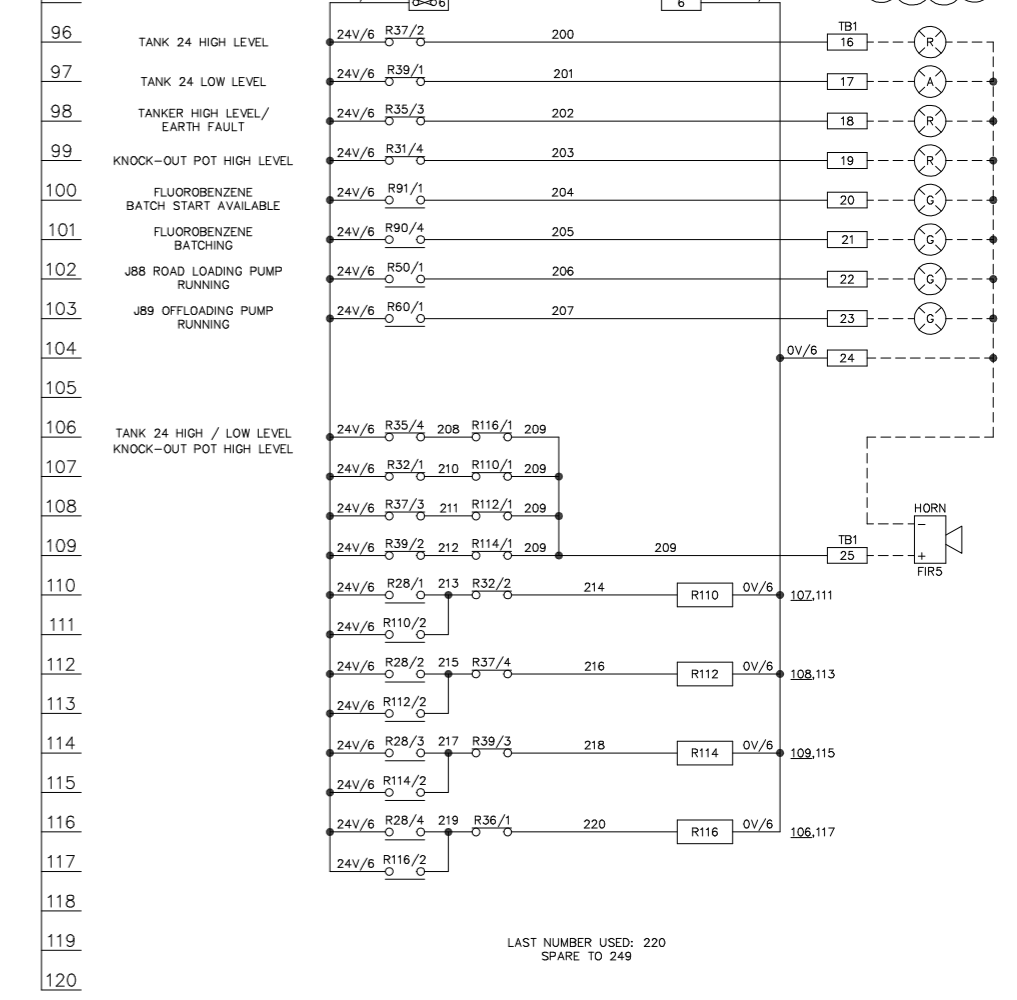 6 6
96 TANK 24 HIGH LEVEL 24V/6 R37/2 200 TB1 16 R
97 TANK 24 LOW LEVEL 24V/6 R39/1 201 17 A
98 TANKER HIGH LEVEL/ 24V/6 R35/3 202 18 R
EARTH FAULT
99 KNOCK-OUT POT HIGH LEVEL 24V/6 R31/4 203 19 R
100 FLUOROBENZENE 24V/6 R91/1 204 20 G
BATCH START AVAILABLE
101 FLUOROBENZENE 24V/6 R90/4 205 21 G
BATCHING
102 J88 ROAD LOADING PUMP 24V/6 R50/1 206 22 G
RUNNING
103 J89 OFFLOADING PUMP 24V/6 R60/1 207 23 G
RUNNING
104 0V/6 24
105
106 TANK 24 HIGH / LOW LEVEL 24V/6 R35/4 208 R116/1 209
KNOCK-OUT POT HIGH LEVEL
107 24V/6 R32/1 210 R110/1 209
108 24V/6 R37/3 211 R112/1 209 HORN
109 24V/6 R39/2 212 R114/1 209 209 TB1 25 - + FIR5
110 24V/6 R28/1 213 R32/2 214 R110 0V/6 107,111
111 24V/6 R110/2
112 24V/6 R28/2 215 R37/4 216 R112 0V/6 108,113
113 24V/6 R112/2
114 24V/6 R28/3 217 R39/3 218 R114 0V/6 109,115
115 24V/6 R114/2
116 24V/6 R28/4 219 R36/1 220 R116 0V/6 106,117
117 24V/6 R116/2
118
119 LAST NUMBER USED: 220
SPARE TO 249
120